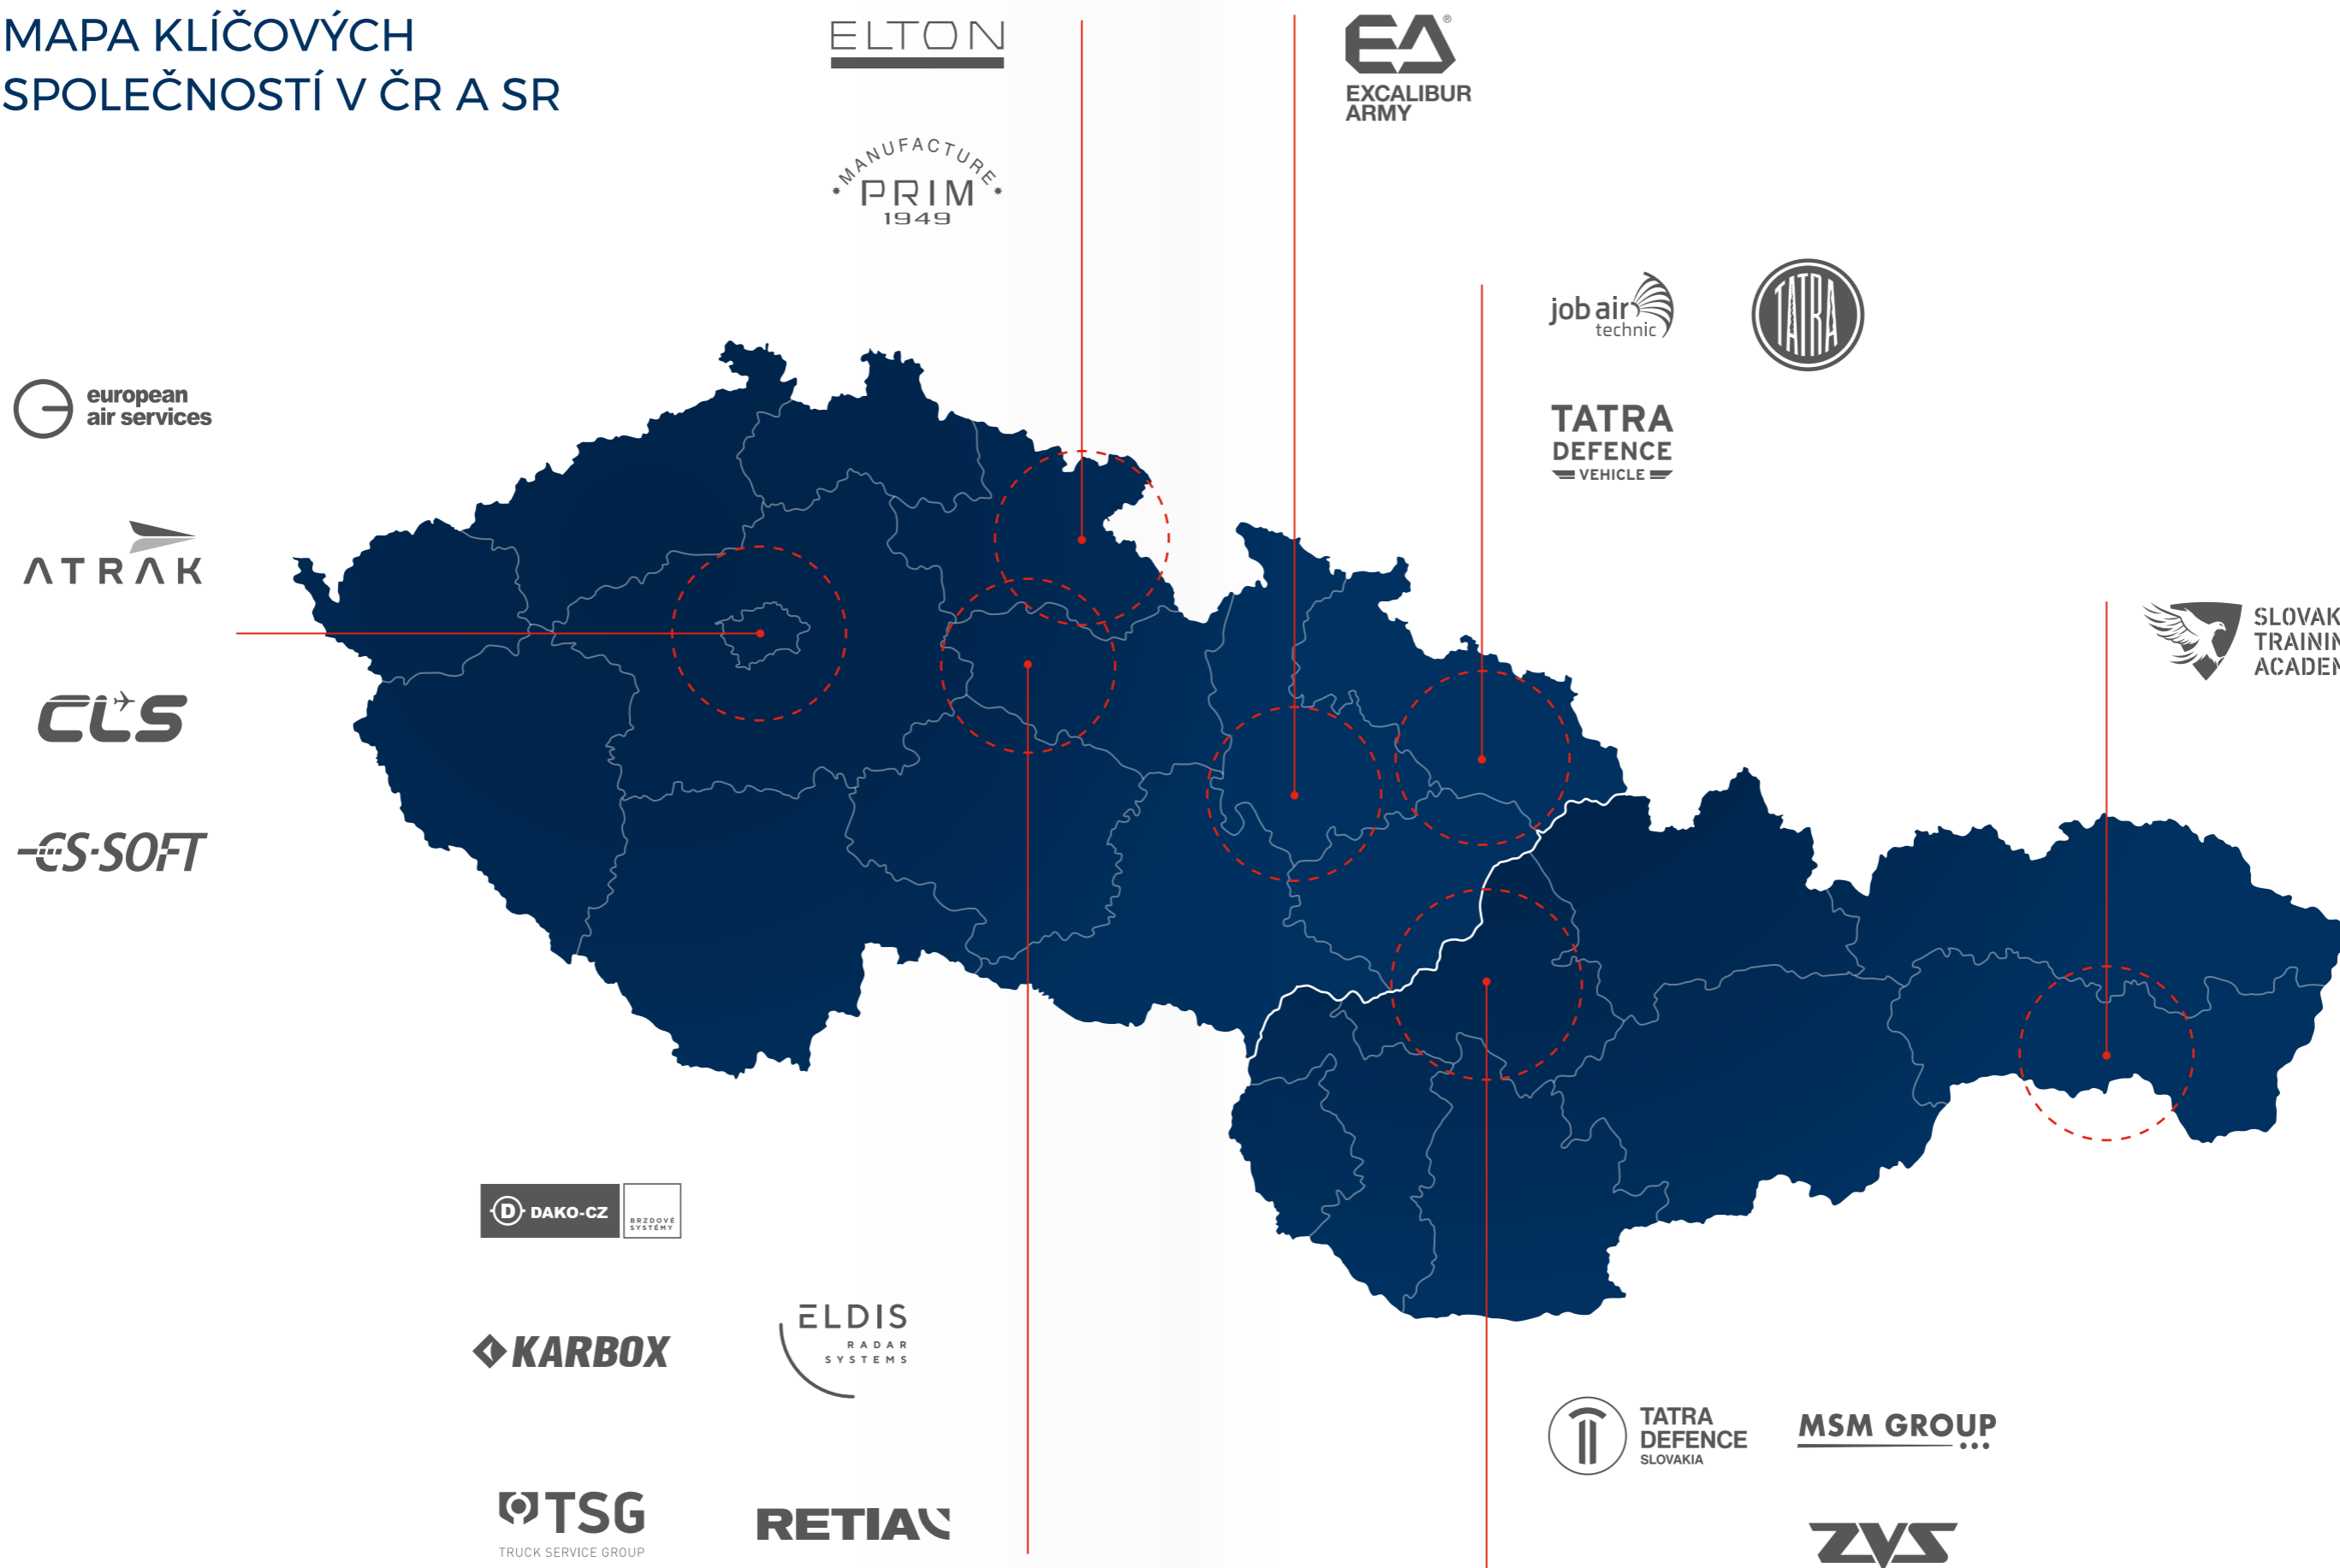 MAPA KLÍČOVÝCH
SPOLEČNOSTÍ V ČR A SR
ELTON
MANUFACTURE
PRIM
1949
EA®
EXCALIBUR
ARMY
job air
technic
TATRA
TATRA
DEFENCE
VEHICLE
european
air services
ATRAK
CLS
CS-SOFT
SLOVAK
TRAININ
ACADEM
D DAKO-CZ
BRZDOVÉ
SYSTÉMY
KARBOX
ELDIS
RADAR
SYSTEMS
TSG
TRUCK SERVICE GROUP
RETIA
TATRA
DEFENCE
SLOVAKIA
MSM GROUP
ZVS